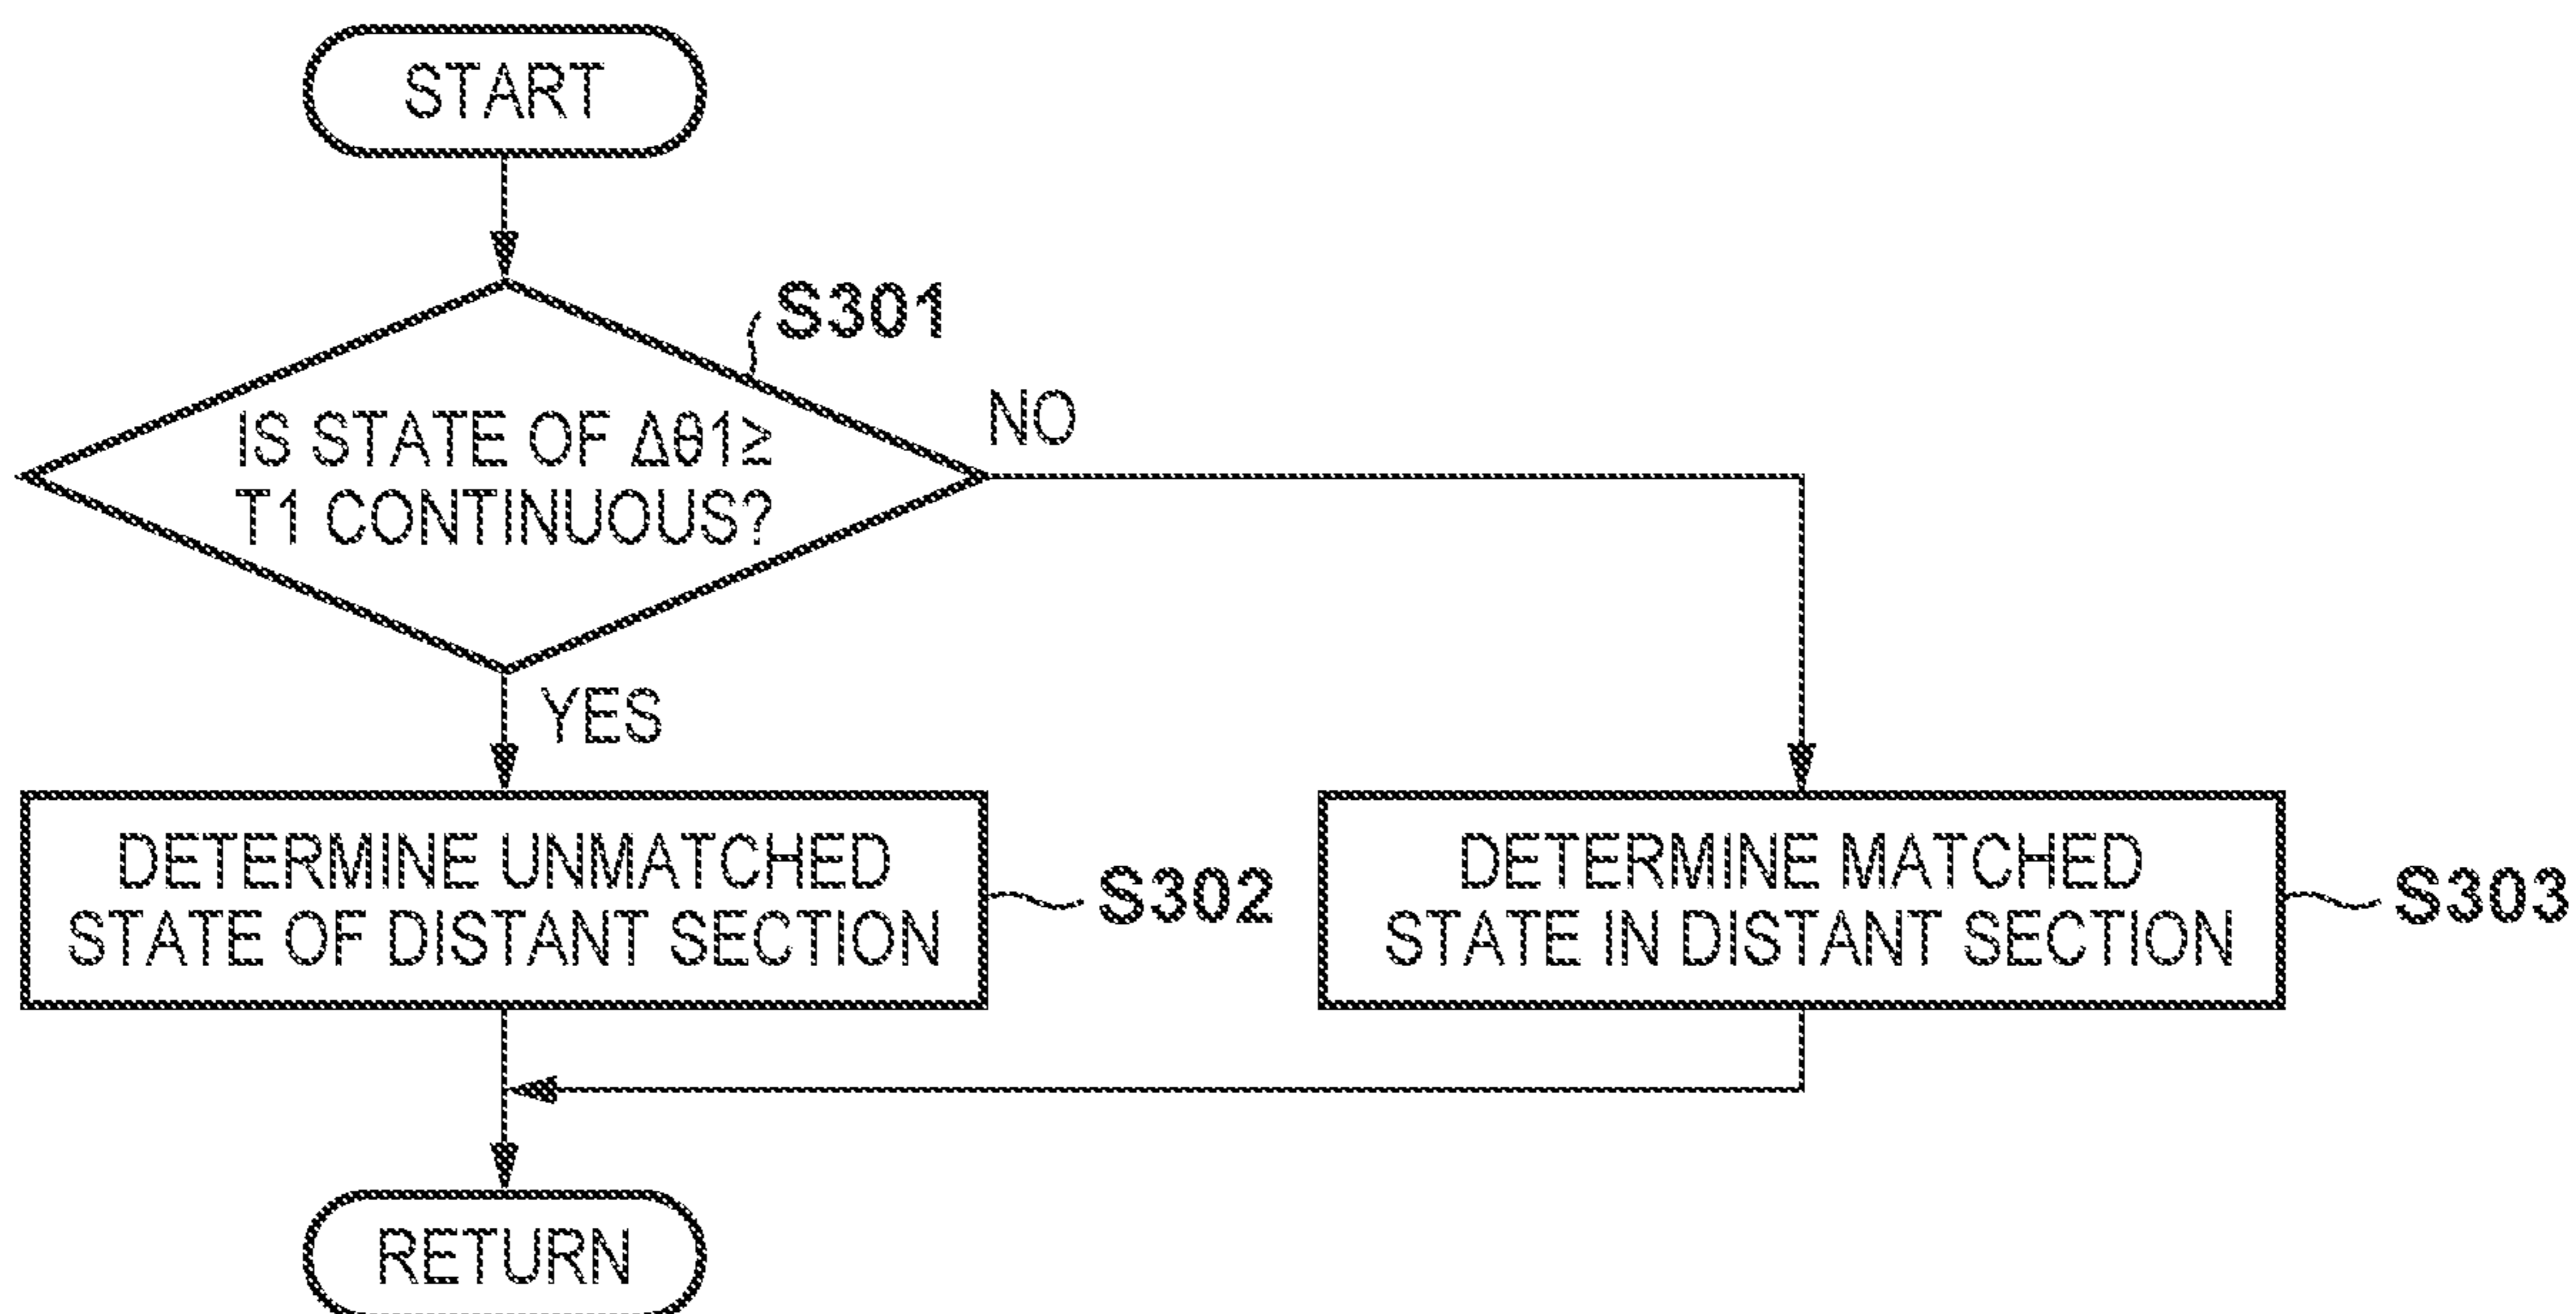 START
S301
IS STATE OF Δθ1≥
T1 CONTINUOUS?
NO
YES
DETERMINE UNMATCHED
STATE OF DISTANT SECTION
S302
DETERMINE MATCHED
STATE IN DISTANT SECTION
S303
RETURN